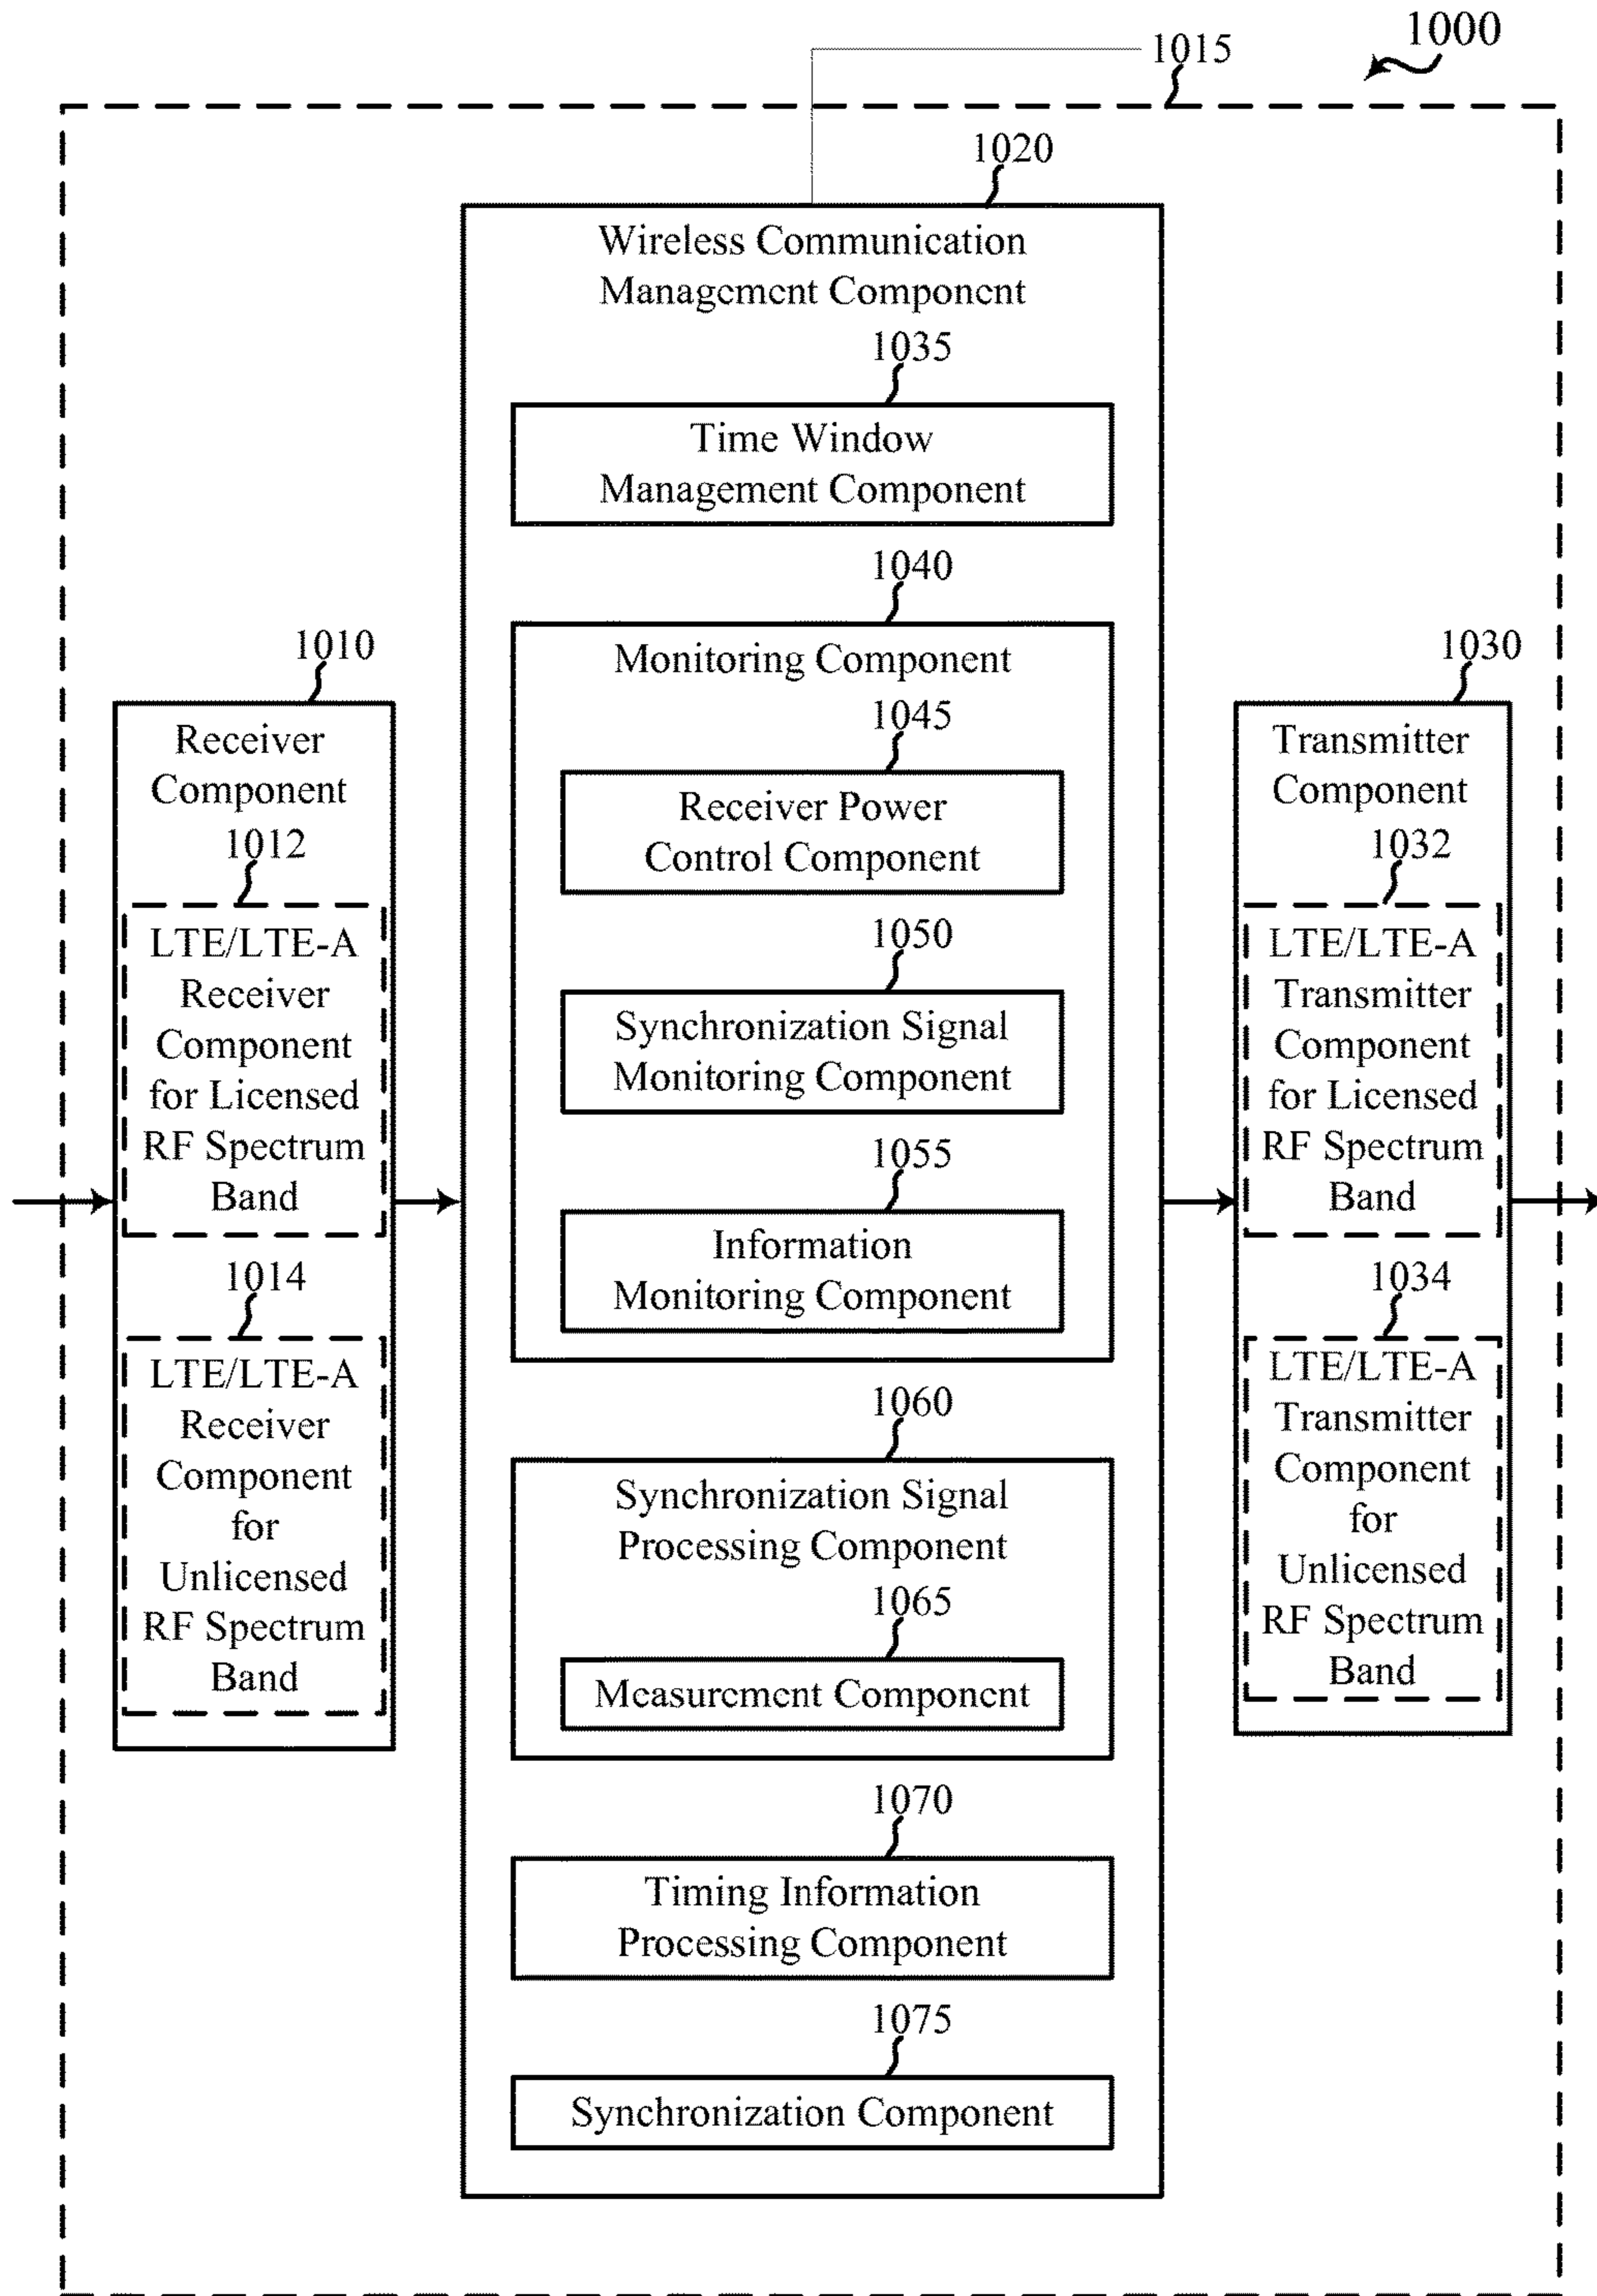 1000
1015
1020
Wireless Communication
Management Component
1035
Time Window
Management Component
1040
Monitoring Component
1045
Receiver Power
Control Component
1050
Synchronization Signal
Monitoring Component
1055
Information
Monitoring Component
1060
Synchronization Signal
Processing Component
1065
Measurement Component
1070
Timing Information
Processing Component
1075
Synchronization Component
1010
Receiver
Component
1012
LTE/LTE-A
Receiver
Component
for Licensed
RF Spectrum
Band
1014
LTE/LTE-A
Receiver
Component
for
Unlicensed
RF Spectrum
Band
1030
Transmitter
Component
1032
LTE/LTE-A
Transmitter
Component
for Licensed
RF Spectrum
Band
1034
LTE/LTE-A
Transmitter
Component
for
Unlicensed
RF Spectrum
Band